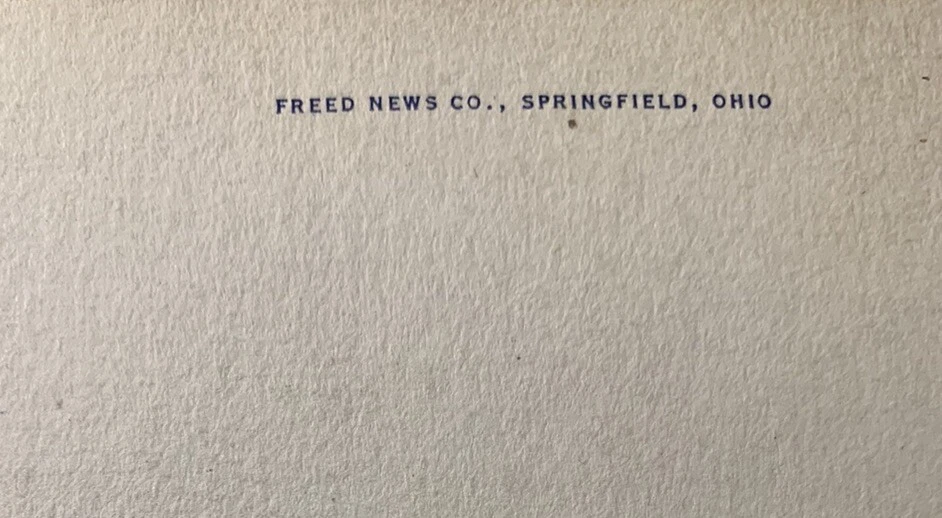 FREED NEWS CO., SPRINGFIELD, OHIO